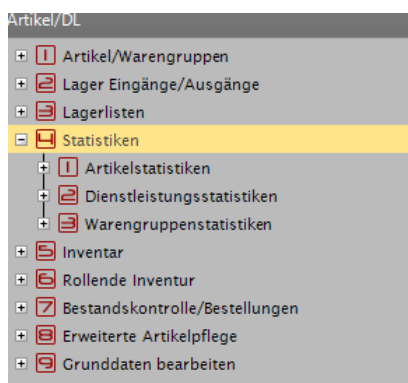 Artikel/DL
1 Artikel/Warengruppen
2 Lager Eingänge/Ausgänge
3 Lagerlisten
4 Statistiken
1 Artikelstatistiken
2 Dienstleistungsstatistiken
3 Warengruppenstatistiken
5 Inventar
6 Rollende Inventur
7 Bestandskontrolle/Bestellungen
8 Erweiterte Artikelpflege
9 Grunddaten bearbeiten